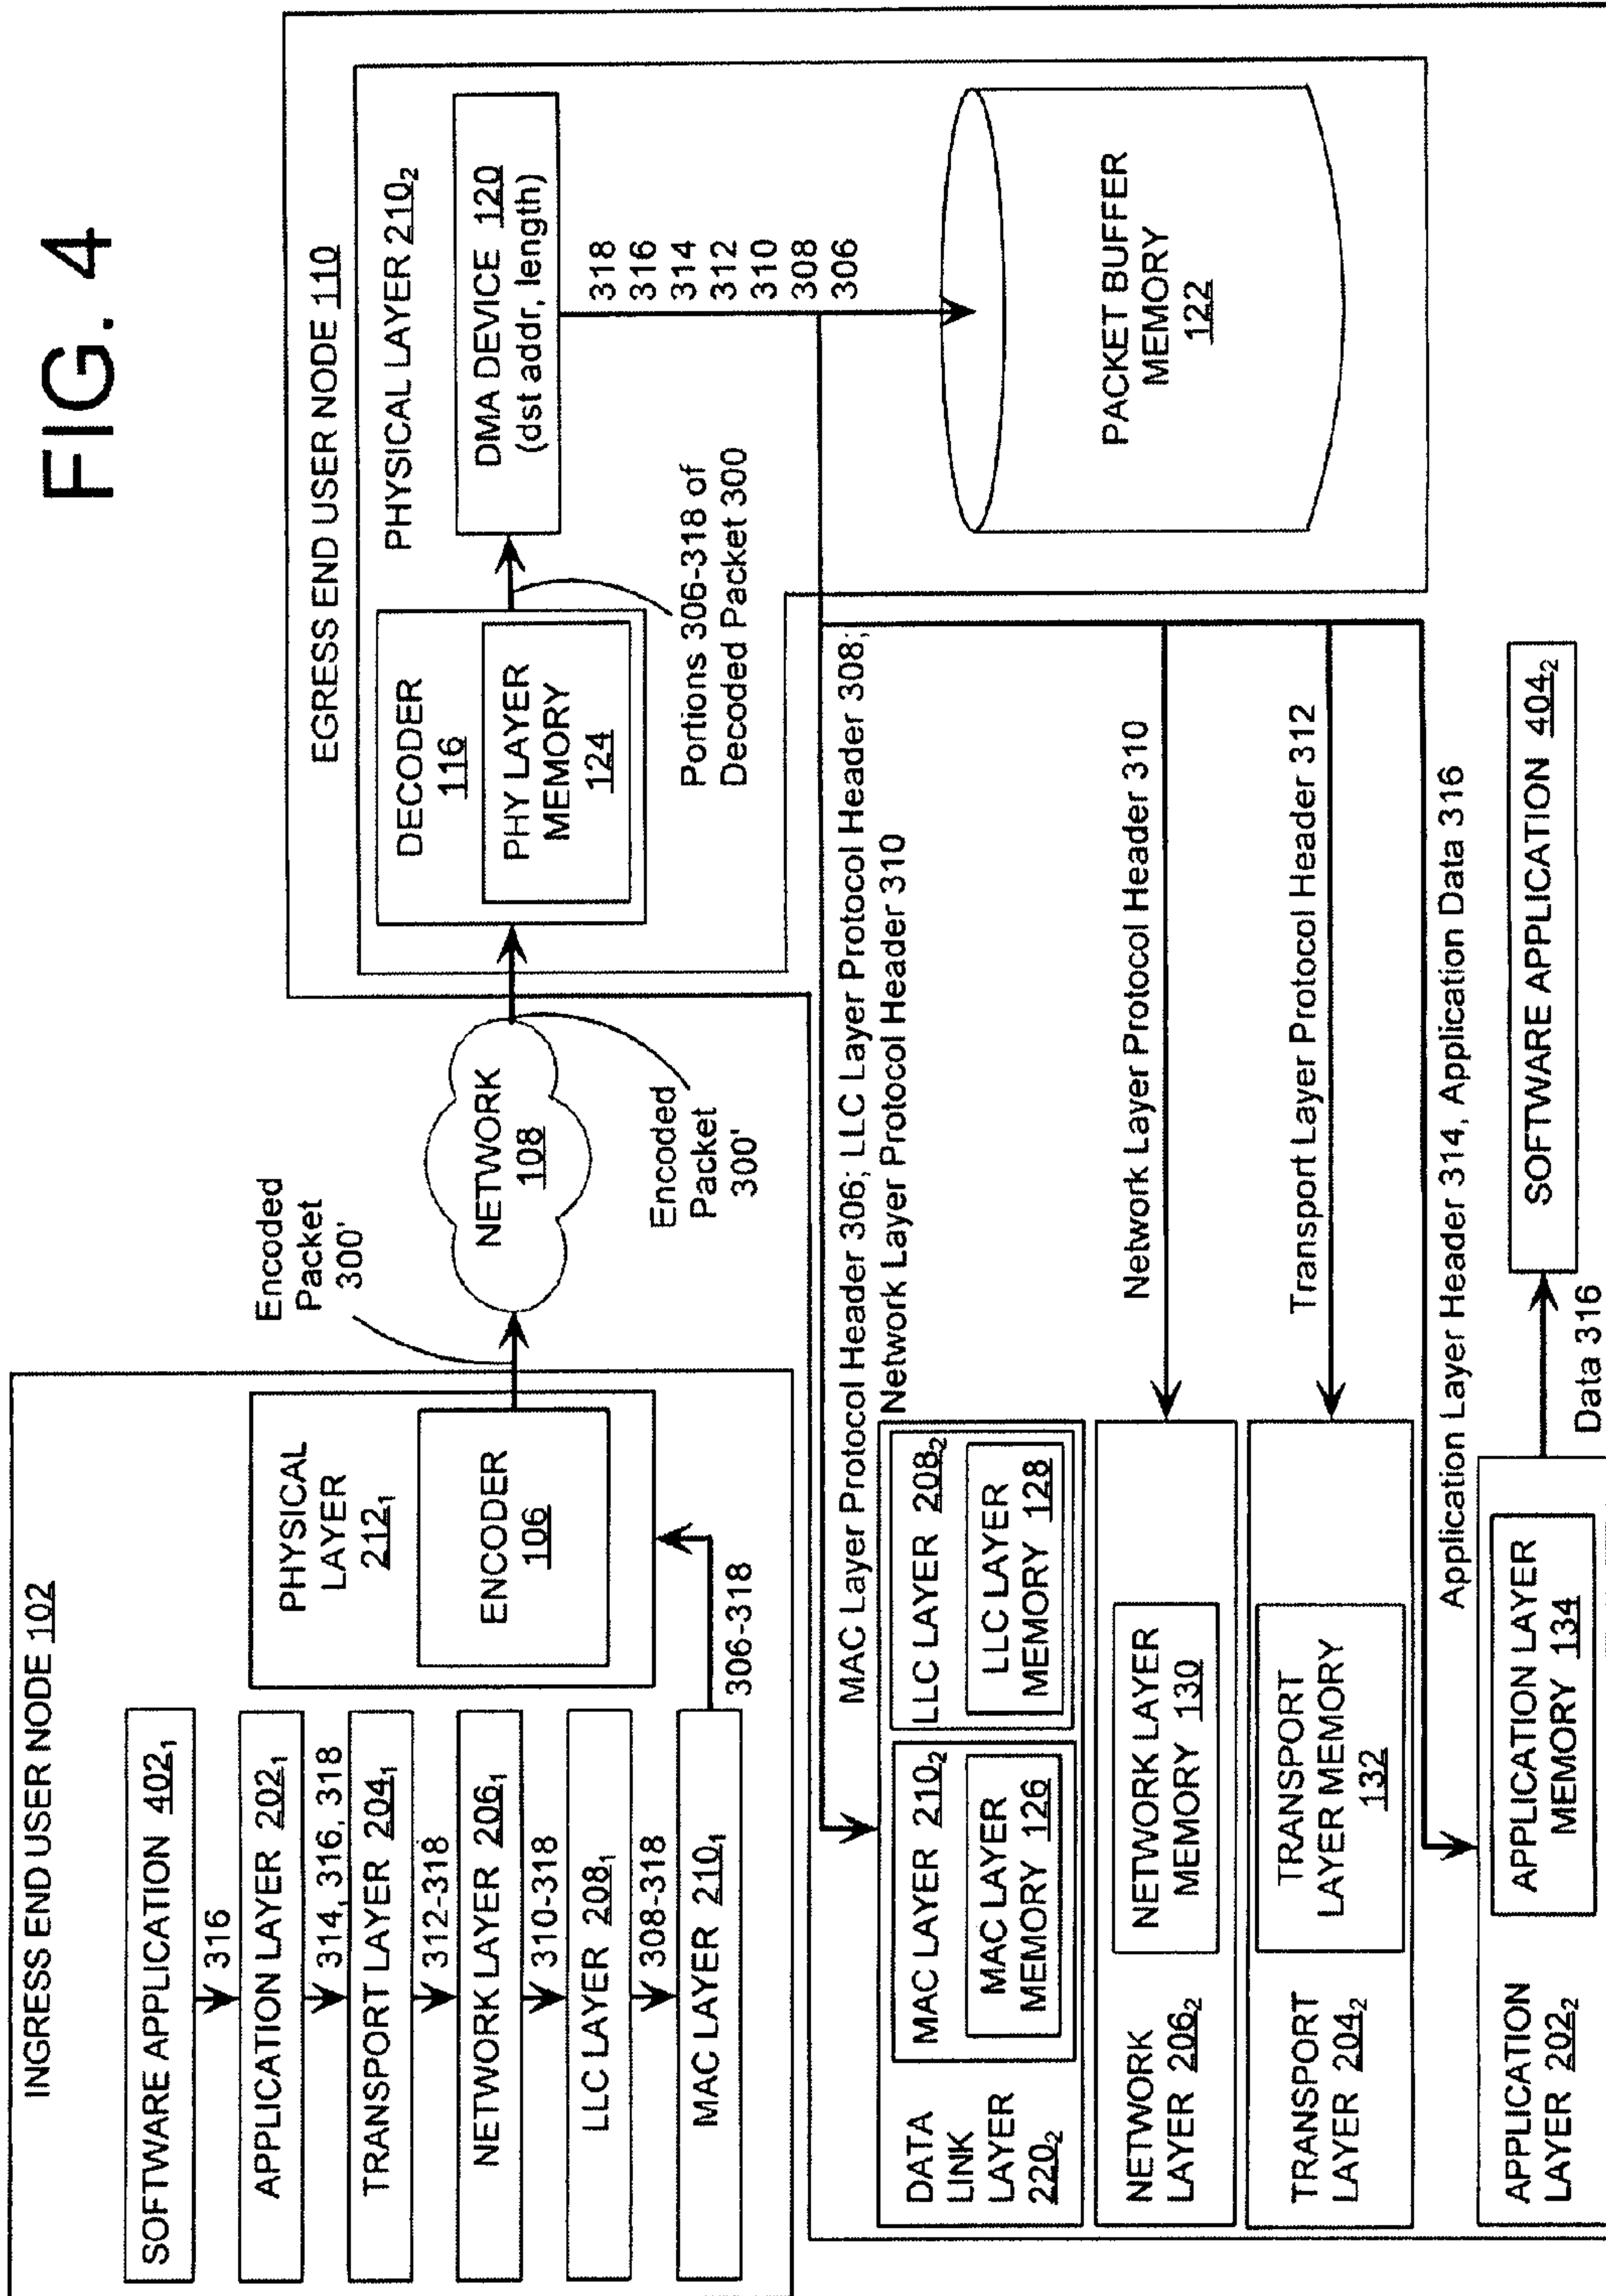 FIG. 4
INGRESS END USER NODE 102
SOFTWARE APPLICATION 402₁
316
APPLICATION LAYER 202₁
314, 316, 318
TRANSPORT LAYER 204₁
312-318
NETWORK LAYER 206₁
310-318
LLC LAYER 208₁
308-318
MAC LAYER 210₁
306-318
PHYSICAL
LAYER
212₁
ENCODER
106
Encoded
Packet
300'
NETWORK
108
Encoded
Packet
300'
EGRESS END USER NODE 110
PHYSICAL LAYER 210₂
DECODER
116
PHY LAYER
MEMORY
124
Portions 306-318 of
Decoded Packet 300
DMA DEVICE 120
(dst addr, length)
318
316
314
312
310
308
306
PACKET BUFFER
MEMORY
122
MAC Layer Protocol Header 306; LLC Layer Protocol Header 308;
Network Layer Protocol Header 310
DATA
LINK
LAYER
220₂
MAC LAYER 210₂
MAC LAYER
MEMORY 126
LLC LAYER 208₂
LLC LAYER
MEMORY 128
Network Layer Protocol Header 310
NETWORK
LAYER 206₂
NETWORK LAYER
MEMORY 130
Transport Layer Protocol Header 312
TRANSPORT
LAYER 204₂
TRANSPORT
LAYER MEMORY
132
Application Layer Header 314, Application Data 316
APPLICATION
LAYER 202₂
APPLICATION LAYER
MEMORY 134
Data 316
SOFTWARE APPLICATION 404₂